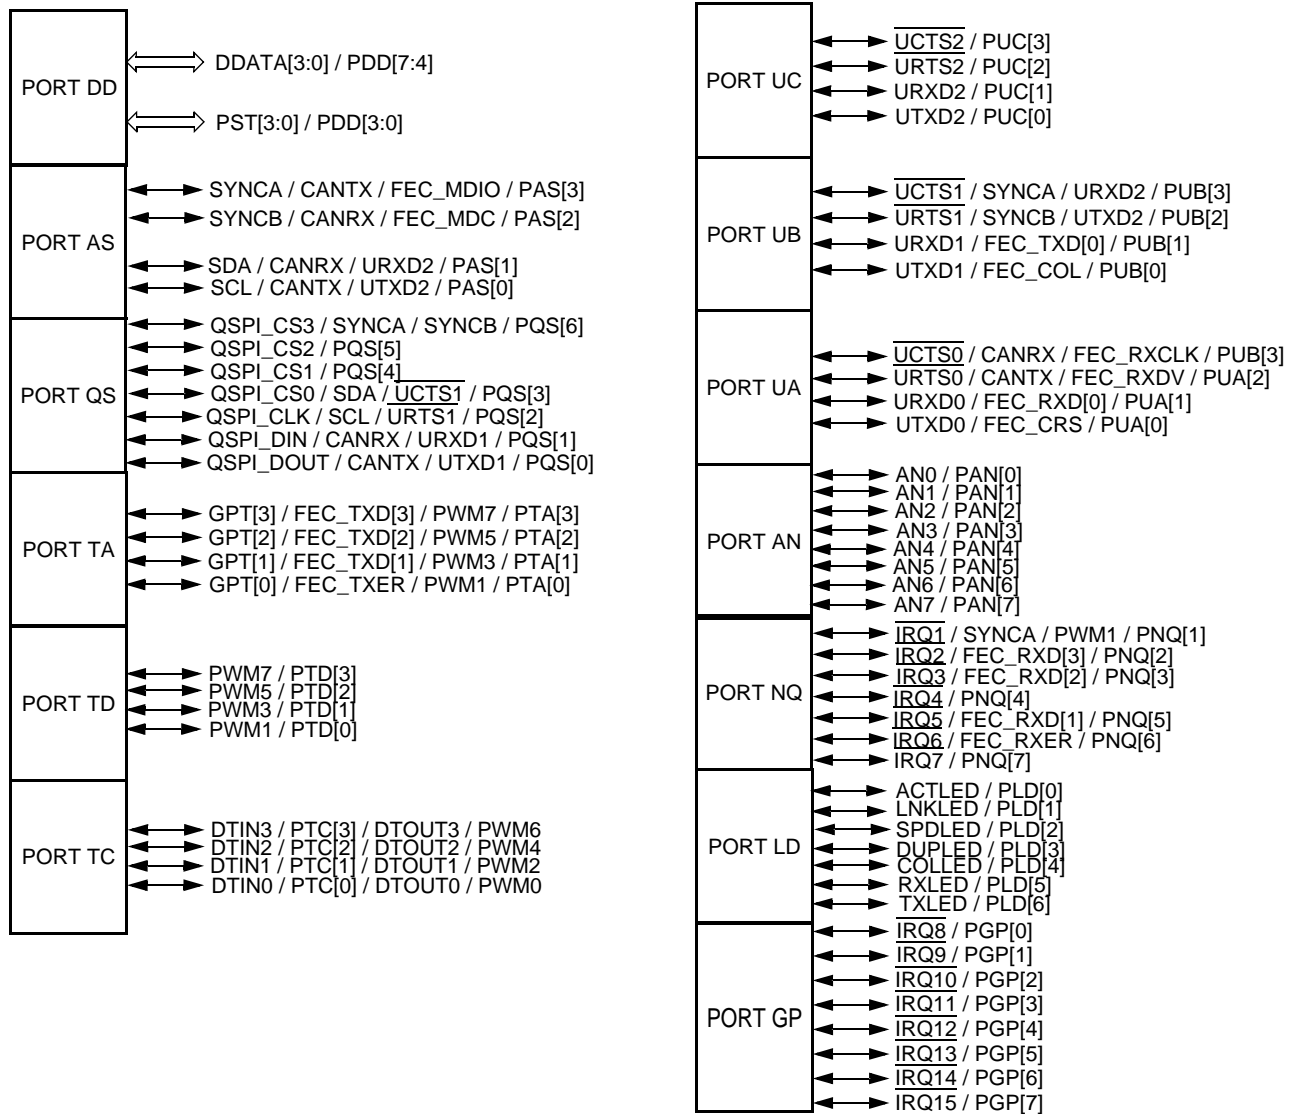 PORT DD
DDATA[3:0] / PDD[7:4]
PST[3:0] / PDD[3:0]
PORT AS
SYNCA / CANTX / FEC_MDIO / PAS[3]
SYNCB / CANRX / FEC_MDC / PAS[2]
SDA / CANRX / URXD2 / PAS[1]
SCL / CANTX / UTXD2 / PAS[0]
PORT QS
QSPI_CS3 / SYNCA / SYNCB / PQS[6]
QSPI_CS2 / PQS[5]
QSPI_CS1 / PQS[4]
QSPI_CS0 / SDA / UCTS1 / PQS[3]
QSPI_CLK / SCL / URTS1 / PQS[2]
QSPI_DIN / CANRX / URXD1 / PQS[1]
QSPI_DOUT / CANTX / UTXD1 / PQS[0]
PORT TA
GPT[3] / FEC_TXD[3] / PWM7 / PTA[3]
GPT[2] / FEC_TXD[2] / PWM5 / PTA[2]
GPT[1] / FEC_TXD[1] / PWM3 / PTA[1]
GPT[0] / FEC_TXER / PWM1 / PTA[0]
PORT TD
PWM7 / PTD[3]
PWM5 / PTD[2]
PWM3 / PTD[1]
PWM1 / PTD[0]
PORT TC
DTIN3 / PTC[3] / DTOUT3 / PWM6
DTIN2 / PTC[2] / DTOUT2 / PWM4
DTIN1 / PTC[1] / DTOUT1 / PWM2
DTIN0 / PTC[0] / DTOUT0 / PWM0
PORT UC
UCTS2 / PUC[3]
URTS2 / PUC[2]
URXD2 / PUC[1]
UTXD2 / PUC[0]
PORT UB
UCTS1 / SYNCA / URXD2 / PUB[3]
URTS1 / SYNCB / UTXD2 / PUB[2]
URXD1 / FEC_TXD[0] / PUB[1]
UTXD1 / FEC_COL / PUB[0]
PORT UA
UCTS0 / CANRX / FEC_RXCLK / PUB[3]
URTS0 / CANTX / FEC_RXDV / PUA[2]
URXD0 / FEC_RXD[0] / PUA[1]
UTXD0 / FEC_CRS / PUA[0]
PORT AN
AN0 / PAN[0]
AN1 / PAN[1]
AN2 / PAN[2]
AN3 / PAN[3]
AN4 / PAN[4]
AN5 / PAN[5]
AN6 / PAN[6]
AN7 / PAN[7]
PORT NQ
IRQ1 / SYNCA / PWM1 / PNQ[1]
IRQ2 / FEC_RXD[3] / PNQ[2]
IRQ3 / FEC_RXD[2] / PNQ[3]
IRQ4 / PNQ[4]
IRQ5 / FEC_RXD[1] / PNQ[5]
IRQ6 / FEC_RXER / PNQ[6]
IRQ7 / PNQ[7]
PORT LD
ACTLED / PLD[0]
LNKLED / PLD[1]
SPDLED / PLD[2]
DUPLED / PLD[3]
COLLED / PLD[4]
RXLED / PLD[5]
TXLED / PLD[6]
PORT GP
IRQ8 / PGP[0]
IRQ9 / PGP[1]
IRQ10 / PGP[2]
IRQ11 / PGP[3]
IRQ12 / PGP[4]
IRQ13 / PGP[5]
IRQ14 / PGP[6]
IRQ15 / PGP[7]